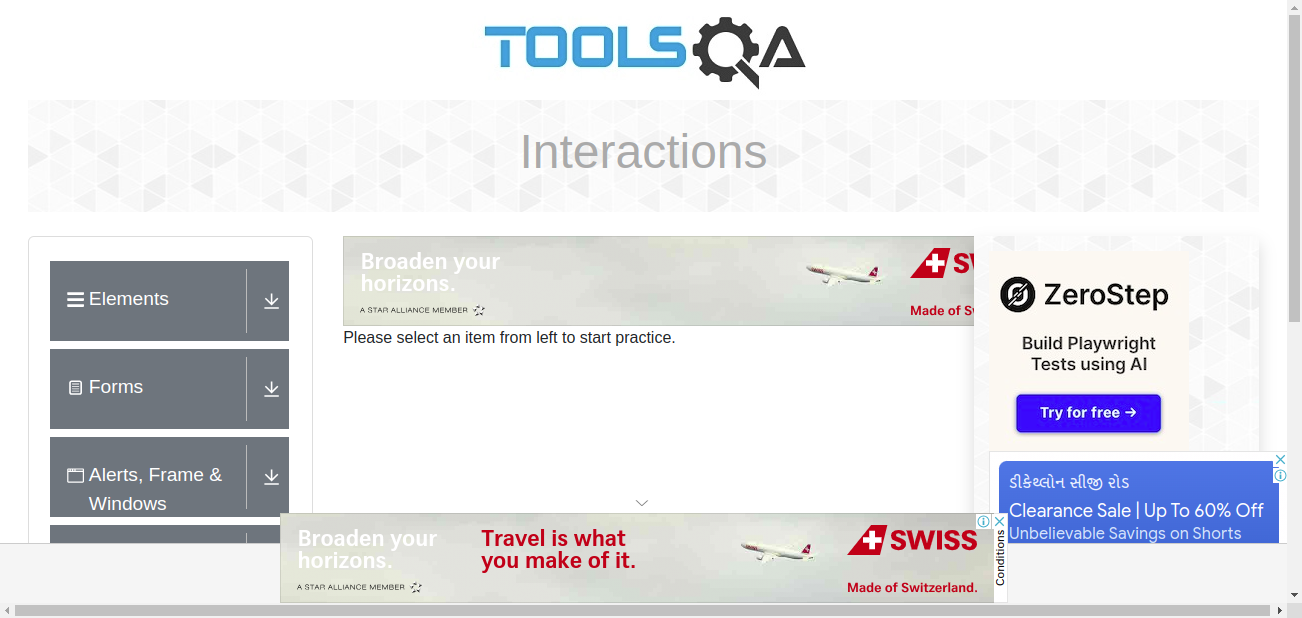 TOOLSQA
Interactions
Elements
Forms
Alerts, Frame &
Windows
Broaden your
horizons.
A STAR ALLIANCE MEMBER
SW
Made of Sw
Please select an item from left to start practice.
ZeroStep
Build Playwright
Tests using AI
Try for free →
ડીકેથ્લોન સીજી રોડ
Clearance Sale | Up To 60% Off
Unbelievable Savings on Shorts
Broaden your
horizons.
A STAR ALLIANCE MEMBER
Travel is what
you make of it.
SWISS
Made of Switzerland.
Conditions